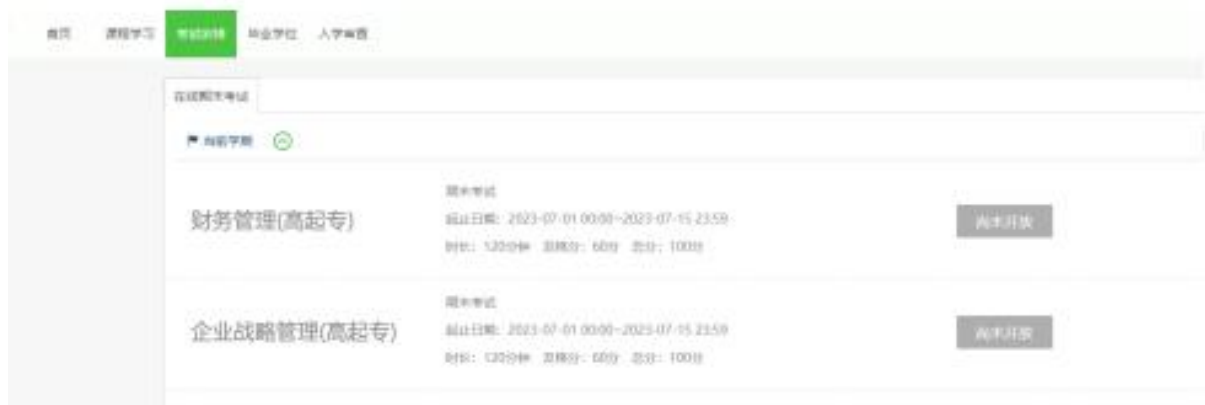 首页 课程学习 考试安排 毕业学位 入学审查
在线期末考试
当前学期
期末考试
财务管理(高起专)
起止日期: 2023-07-01 00:00~2023-07-15 23:59
尚未开放
时长: 120分钟 及格分: 60分 总分: 100分
期末考试
企业战略管理(高起专)
起止日期: 2023-07-01 00:00~2023-07-15 23:59
尚未开放
时长: 120分钟 及格分: 60分 总分: 100分